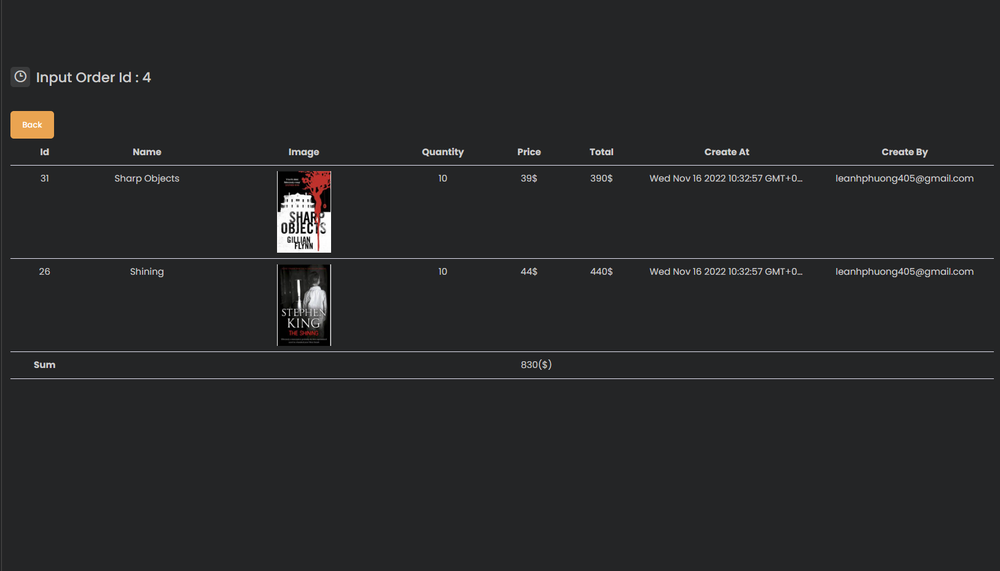 Input Order Id : 4
Back
Id Name Image Quantity Price Total Create At Create By
31 Sharp Objects 10 39$ 390$ Wed Nov 16 2022 10:32:57 GMT+0... leanhphuong405@gmail.com
SHARP
OBJECTS
GILLIAN
FLYNN
26 Shining 10 44$ 440$ Wed Nov 16 2022 10:32:57 GMT+0... leanhphuong405@gmail.com
STEPHEN
KING
THE SHINING
Sum 830($)